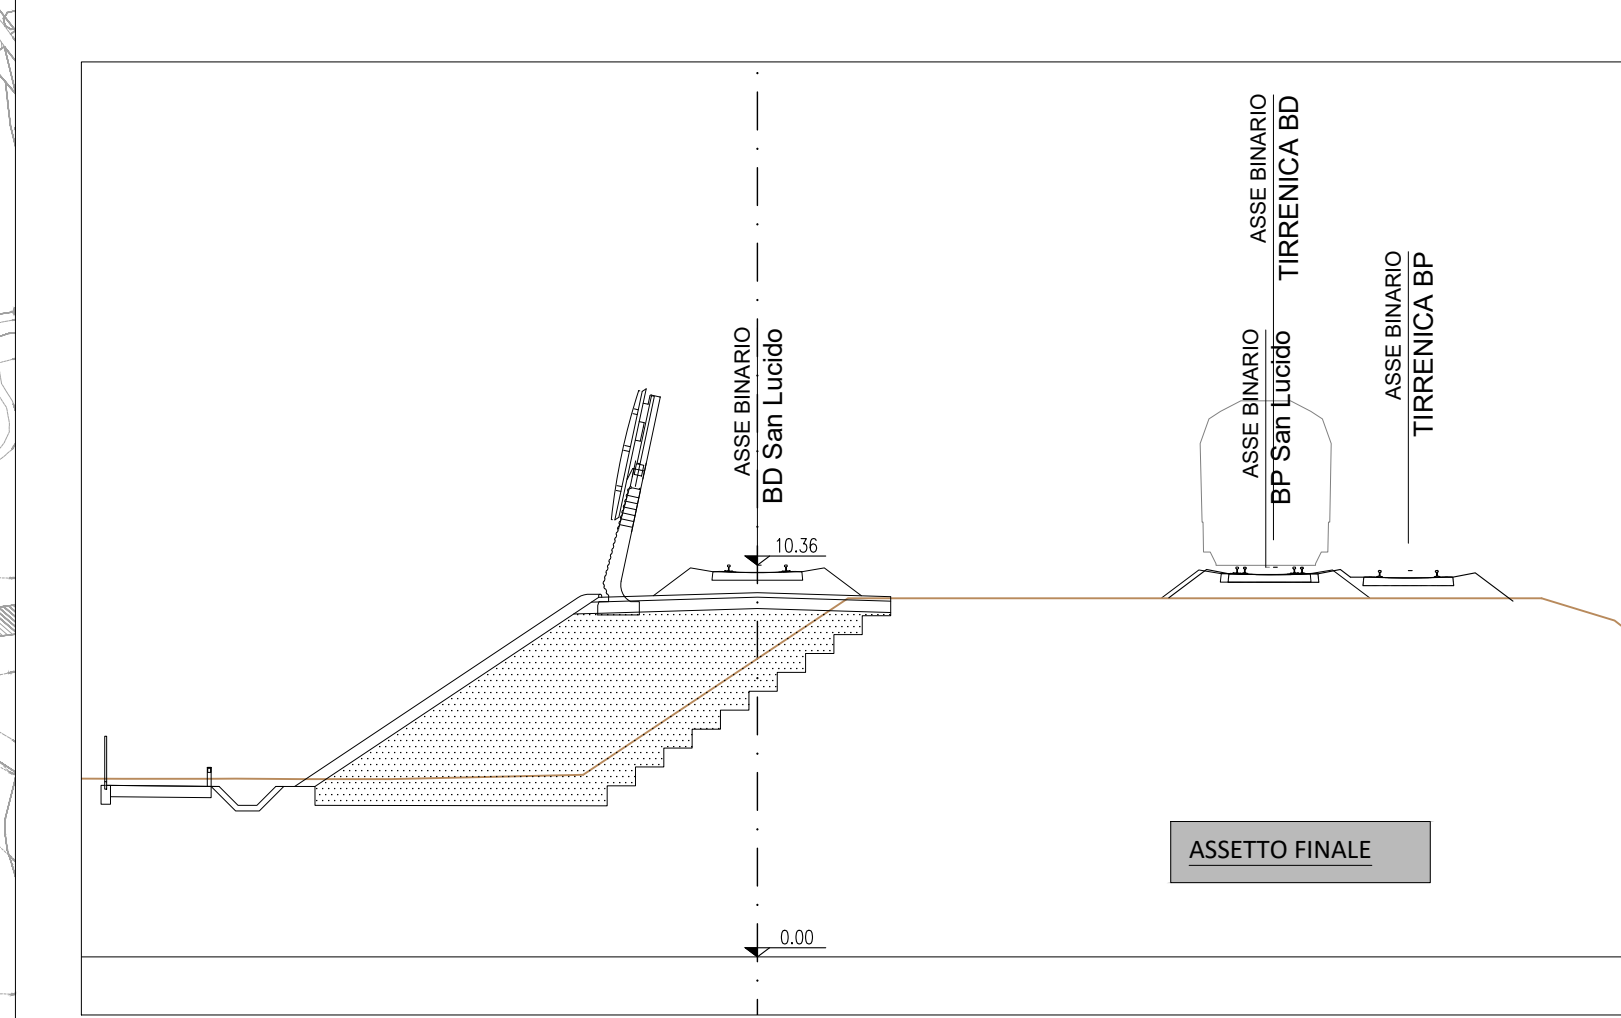 ASSE BINARIO
TIRRENICA BD
ASSE BINARIO
TIRRENICA BP
ASSE BINARIO
BD San Lucido
ASSE BINARIO
BP San Lucido
10.36
ASSETTO FINALE
0.00